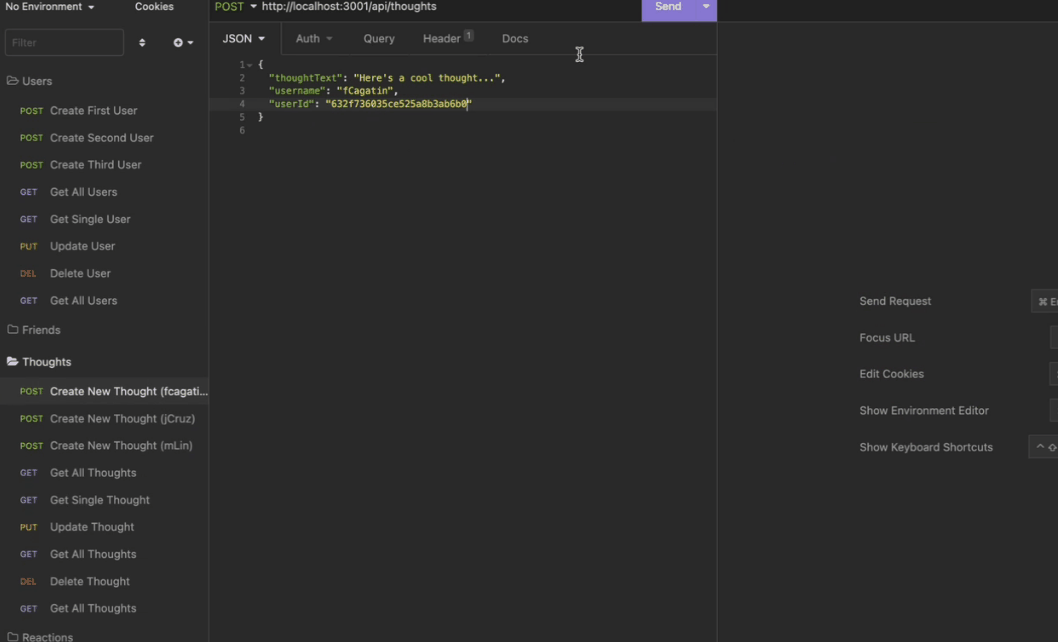 No Environment
Cookies
POST http://localhost:3001/api/thoughts
Send
Filter
JSON
Auth
Query
Header 1
Docs
Users
POST Create First User
POST Create Second User
POST Create Third User
GET Get All Users
GET Get Single User
PUT Update User
DEL Delete User
GET Get All Users
Friends
Thoughts
POST Create New Thought (fcagati...
POST Create New Thought (jCruz)
POST Create New Thought (mLin)
GET Get All Thoughts
GET Get Single Thought
PUT Update Thought
GET Get All Thoughts
DEL Delete Thought
GET Get All Thoughts
Reactions
1 {
2 "thoughtText": "Here's a cool thought...",
3 "username": "fCagatin",
4 "userId": "632f736035ce525a8b3ab6b0"
5 }
6
Send Request
Focus URL
Edit Cookies
Show Environment Editor
Show Keyboard Shortcuts